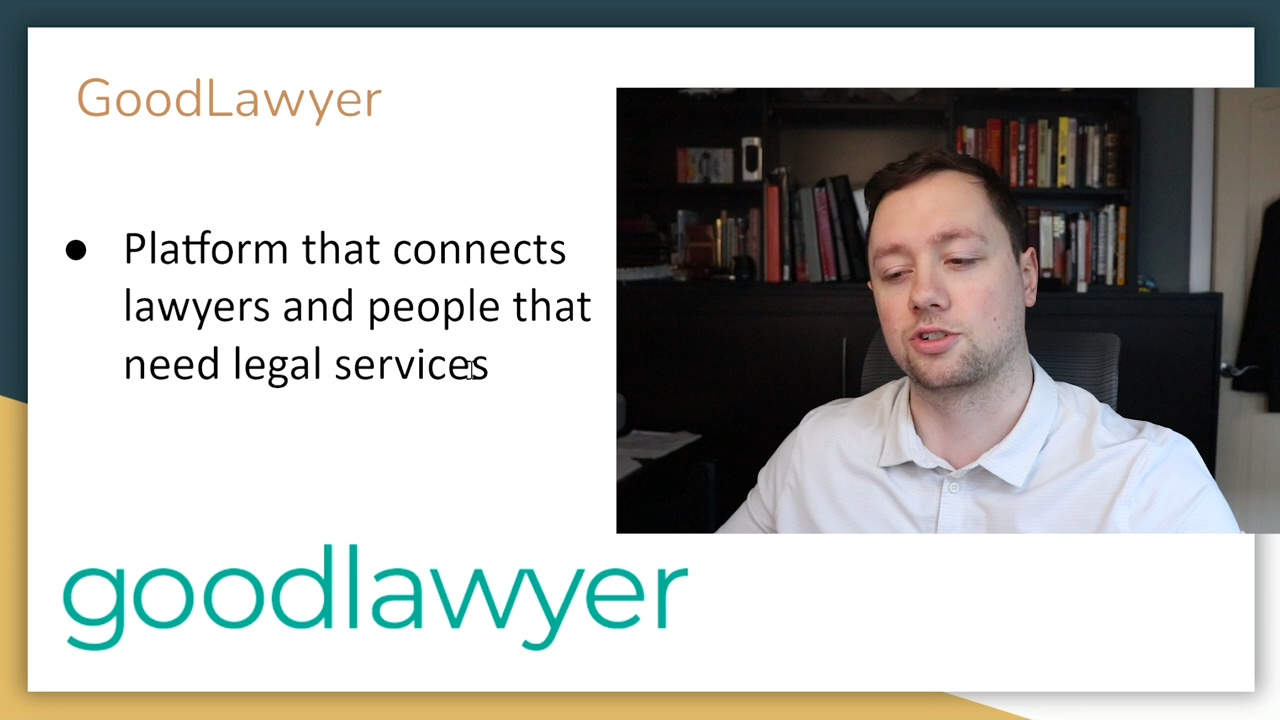 GoodLawyer
● Platform that connects
lawyers and people that
need legal services
goodlawyer